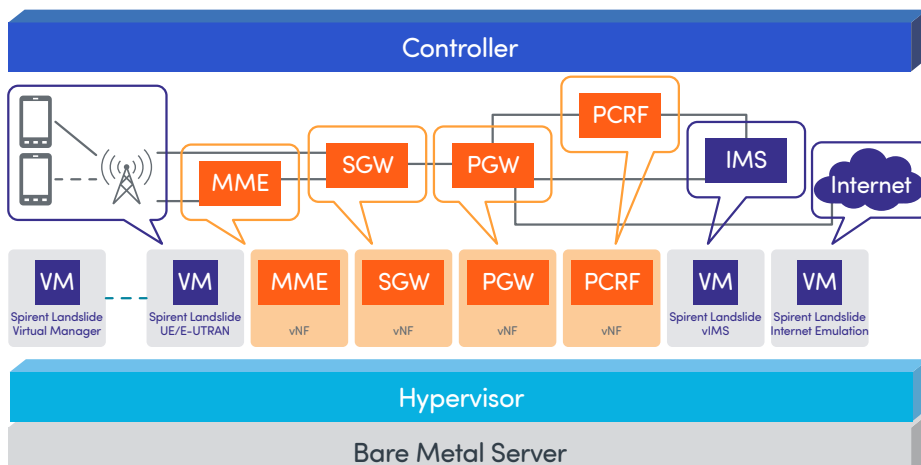 Controller
PCRF
SGW
PGW
IMS
MME
Internet
VM
Spirent Landslide
Virtual Manager
VM
Spirent Landslide
UE/E-UTRAN
MME
vNF
SGW
vNF
PGW
vNF
PCRF
vNF
VM
Spirent Landslide
vIMS
VM
Spirent Landslide
Internet Emulation
Hypervisor
Bare Metal Server